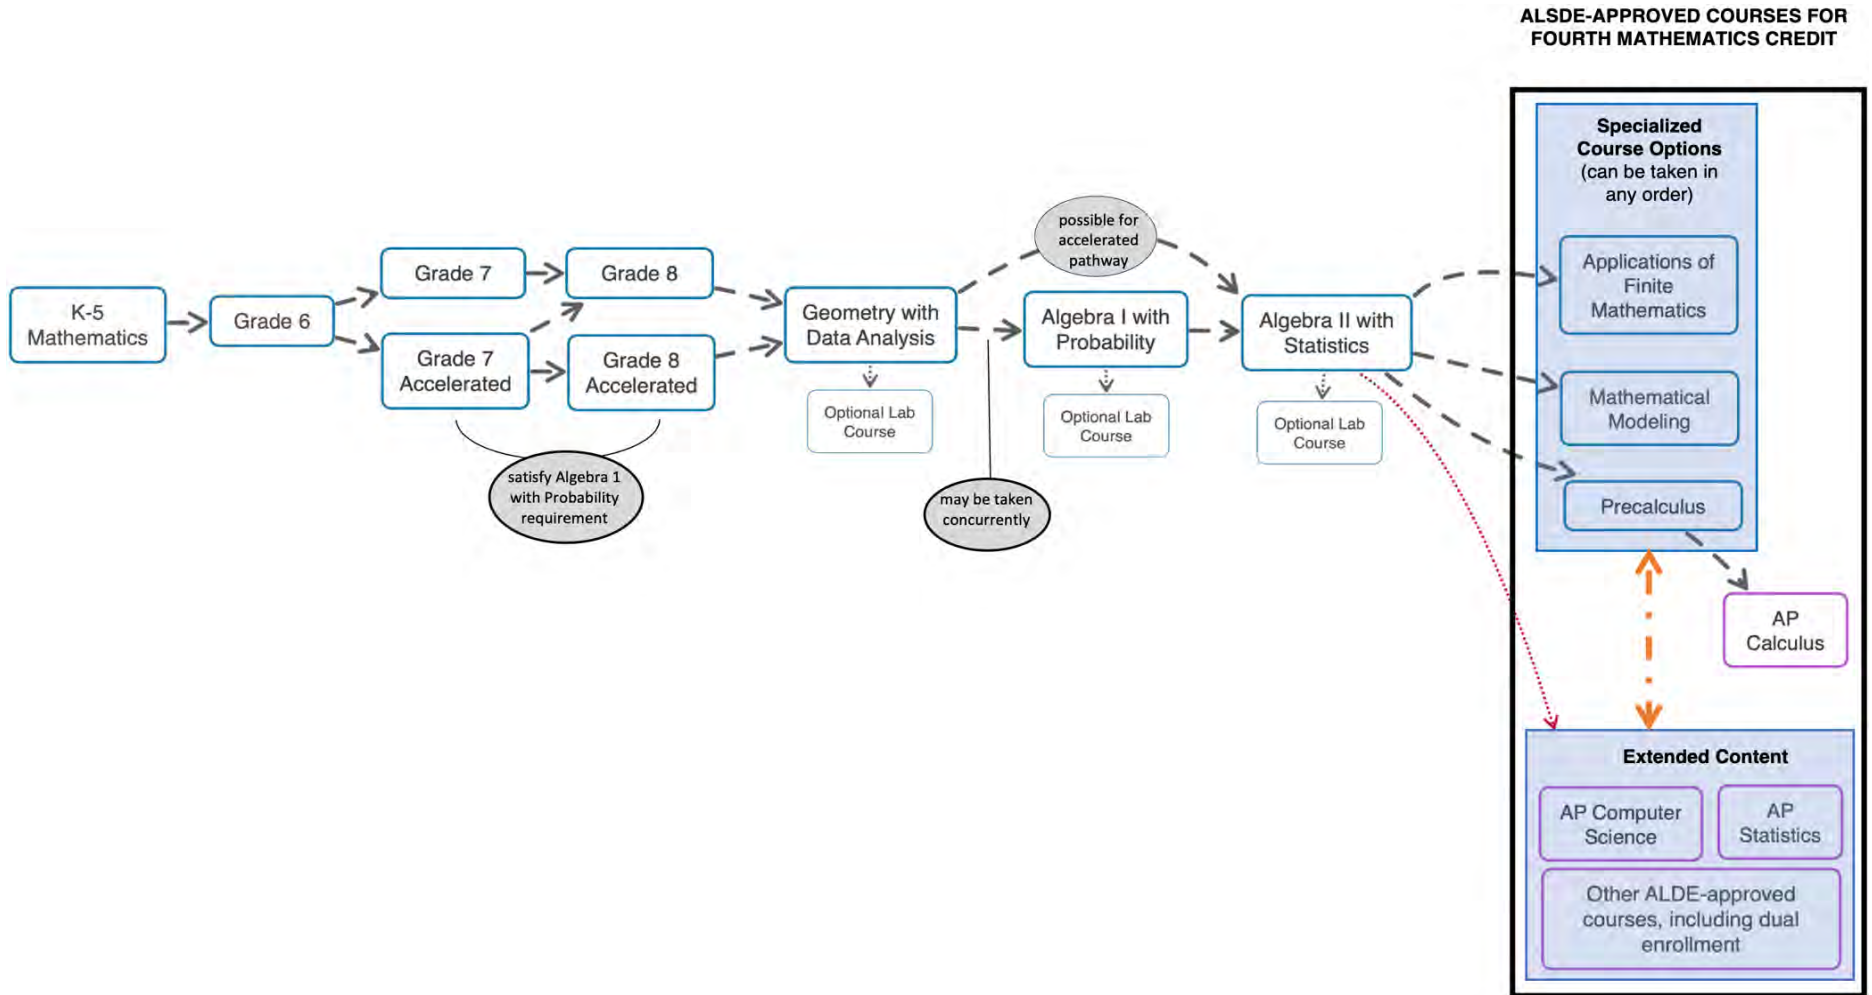 ALSDE-APPROVED COURSES FOR
FOURTH MATHEMATICS CREDIT
K-5
Mathematics
Grade 6
Grade 7
Grade 8
Grade 7
Accelerated
Grade 8
Accelerated
satisfy Algebra 1
with Probability
requirement
Geometry with
Data Analysis
Optional Lab
Course
may be taken
concurrently
possible for
accelerated
pathway
Algebra I with
Probability
Optional Lab
Course
Algebra II with
Statistics
Optional Lab
Course
Specialized
Course Options
(can be taken in
any order)
Applications of
Finite
Mathematics
Mathematical
Modeling
Precalculus
AP
Calculus
Extended Content
AP Computer
Science
AP
Statistics
Other ALDE-approved
courses, including dual
enrollment